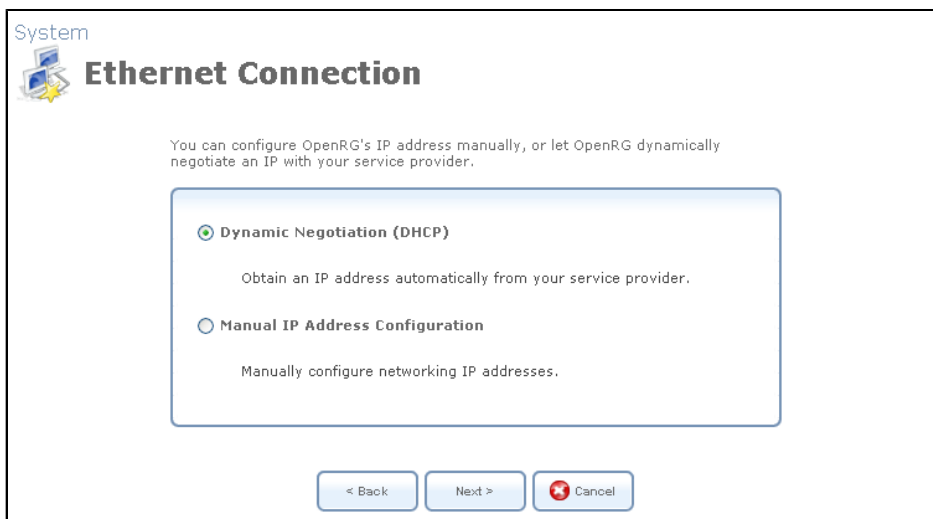 System
Ethernet Connection
You can configure OpenRG's IP address manually, or let OpenRG dynamically
negotiate an IP with your service provider.
Dynamic Negotiation (DHCP)
Obtain an IP address automatically from your service provider.
Manual IP Address Configuration
Manually configure networking IP addresses.
< Back
Next >
Cancel